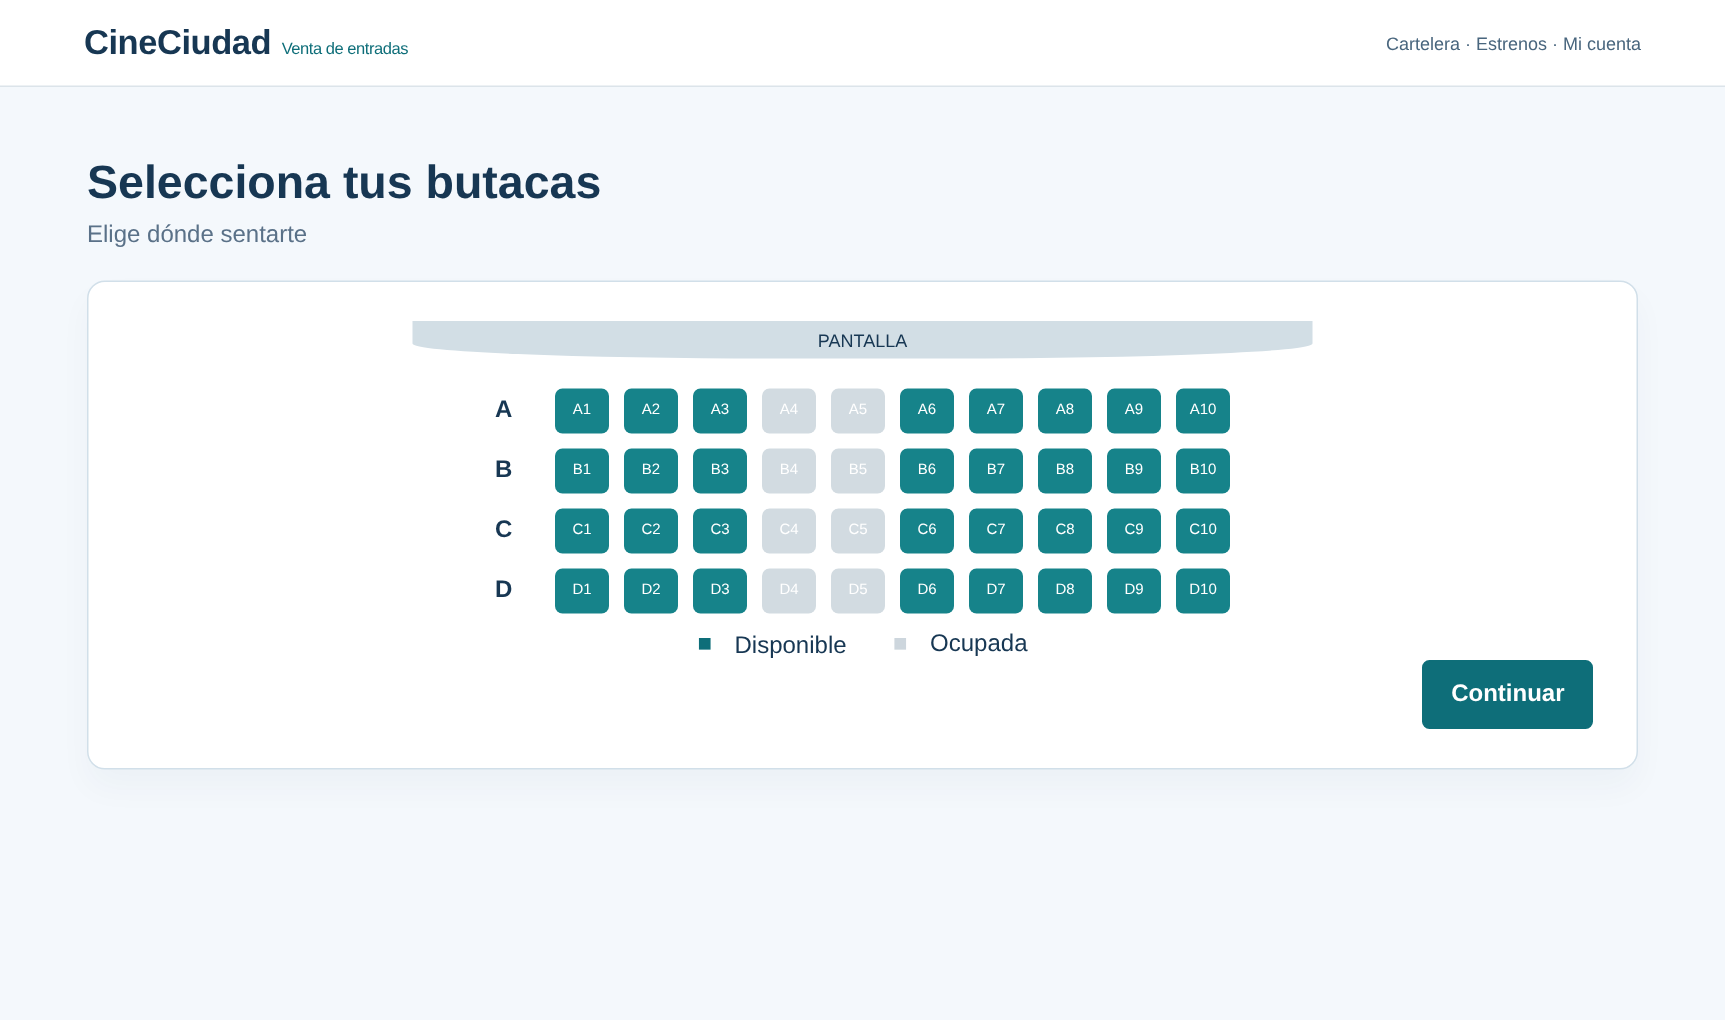 CineCiudad Venta de entradas
Cartelera · Estrenos · Mi cuenta
Selecciona tus butacas
Elige dónde sentarte
PANTALLA
A A1 A2 A3 A4 A5 A6 A7 A8 A9 A10
B B1 B2 B3 B4 B5 B6 B7 B8 B9 B10
C C1 C2 C3 C4 C5 C6 C7 C8 C9 C10
D D1 D2 D3 D4 D5 D6 D7 D8 D9 D10
Disponible Ocupada
Continuar